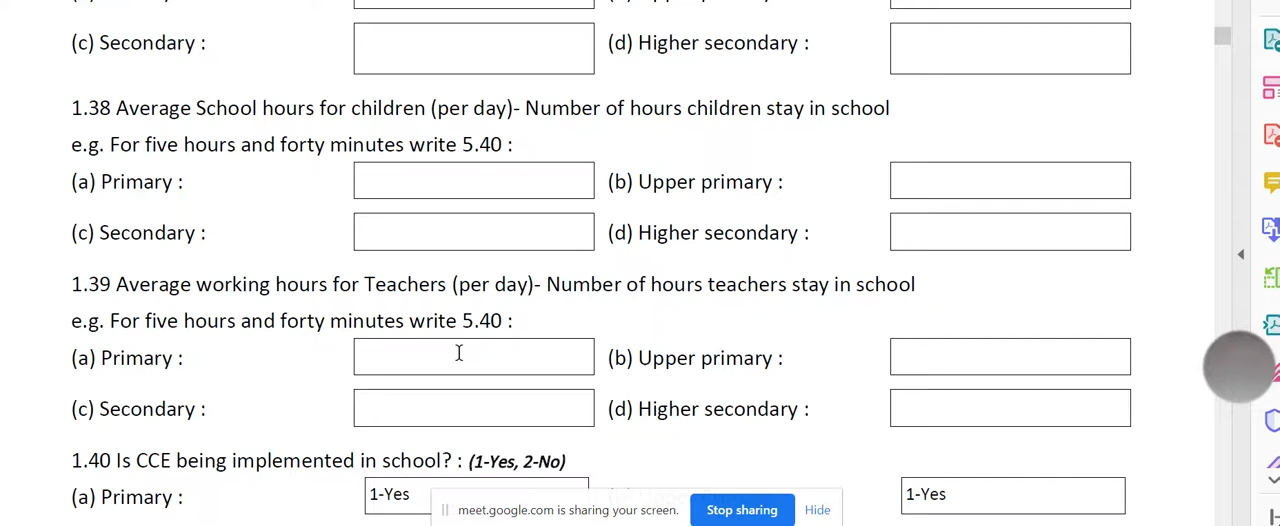 (c) Secondary : (d) Higher secondary :
1.38 Average School hours for children (per day)- Number of hours children stay in school
e.g. For five hours and forty minutes write 5.40 :
(a) Primary : (b) Upper primary :
(c) Secondary : (d) Higher secondary :
1.39 Average working hours for Teachers (per day)- Number of hours teachers stay in school
e.g. For five hours and forty minutes write 5.40 :
(a) Primary : (b) Upper primary :
(c) Secondary : (d) Higher secondary :
1.40 Is CCE being implemented in school? : (1-Yes, 2-No)
(a) Primary : 1-Yes 1-Yes
meet.google.com is sharing your screen. Stop sharing Hide